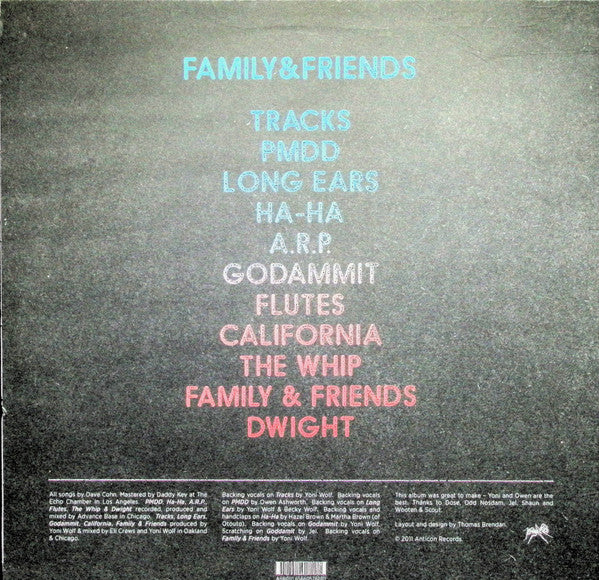 FAMILY&FRIENDS
TRACKS
PMDD
LONG EARS
HA-HA
A.R.P.
GODAMMIT
FLUTES
CALIFORNIA
THE WHIP
FAMILY & FRIENDS
DWIGHT
All songs by Dave Cohn. Mastered by Daddy Kev at The
Echo Chamber in Los Angeles. PMDD, Ha-Ha, A.R.P.,
Flutes, The Whip & Dwight recorded, produced and
mixed by Advance Base in Chicago. Tracks, Long Ears,
Godammit, California, Family & Friends produced by
Yoni Wolf & mixed by Eli Crews and Yoni Wolf in Oakland
& Chicago.
Backing vocals on Tracks by Yoni Wolf. Backing vocals
on PMDD by Owen Ashworth. Backing vocals on Long
Ears by Yoni Wolf & Becky Wolf. Backing vocals and
handclaps on Ha-Ha by Hazel Brown & Martha Brown (of
Otouto). Backing vocals on Godammit by Yoni Wolf.
Scratching on Goddamit by Jel. Backing vocals on
Family & Friends by Yoni Wolf.
This album was great to make - Yoni and Owen are the
best. Thanks to Dose, Odd Nosdam, Jel, Shaun and
Wooten & Scout.
Layout and design by Thomas Brendan.
© 2011 Anticon Records.